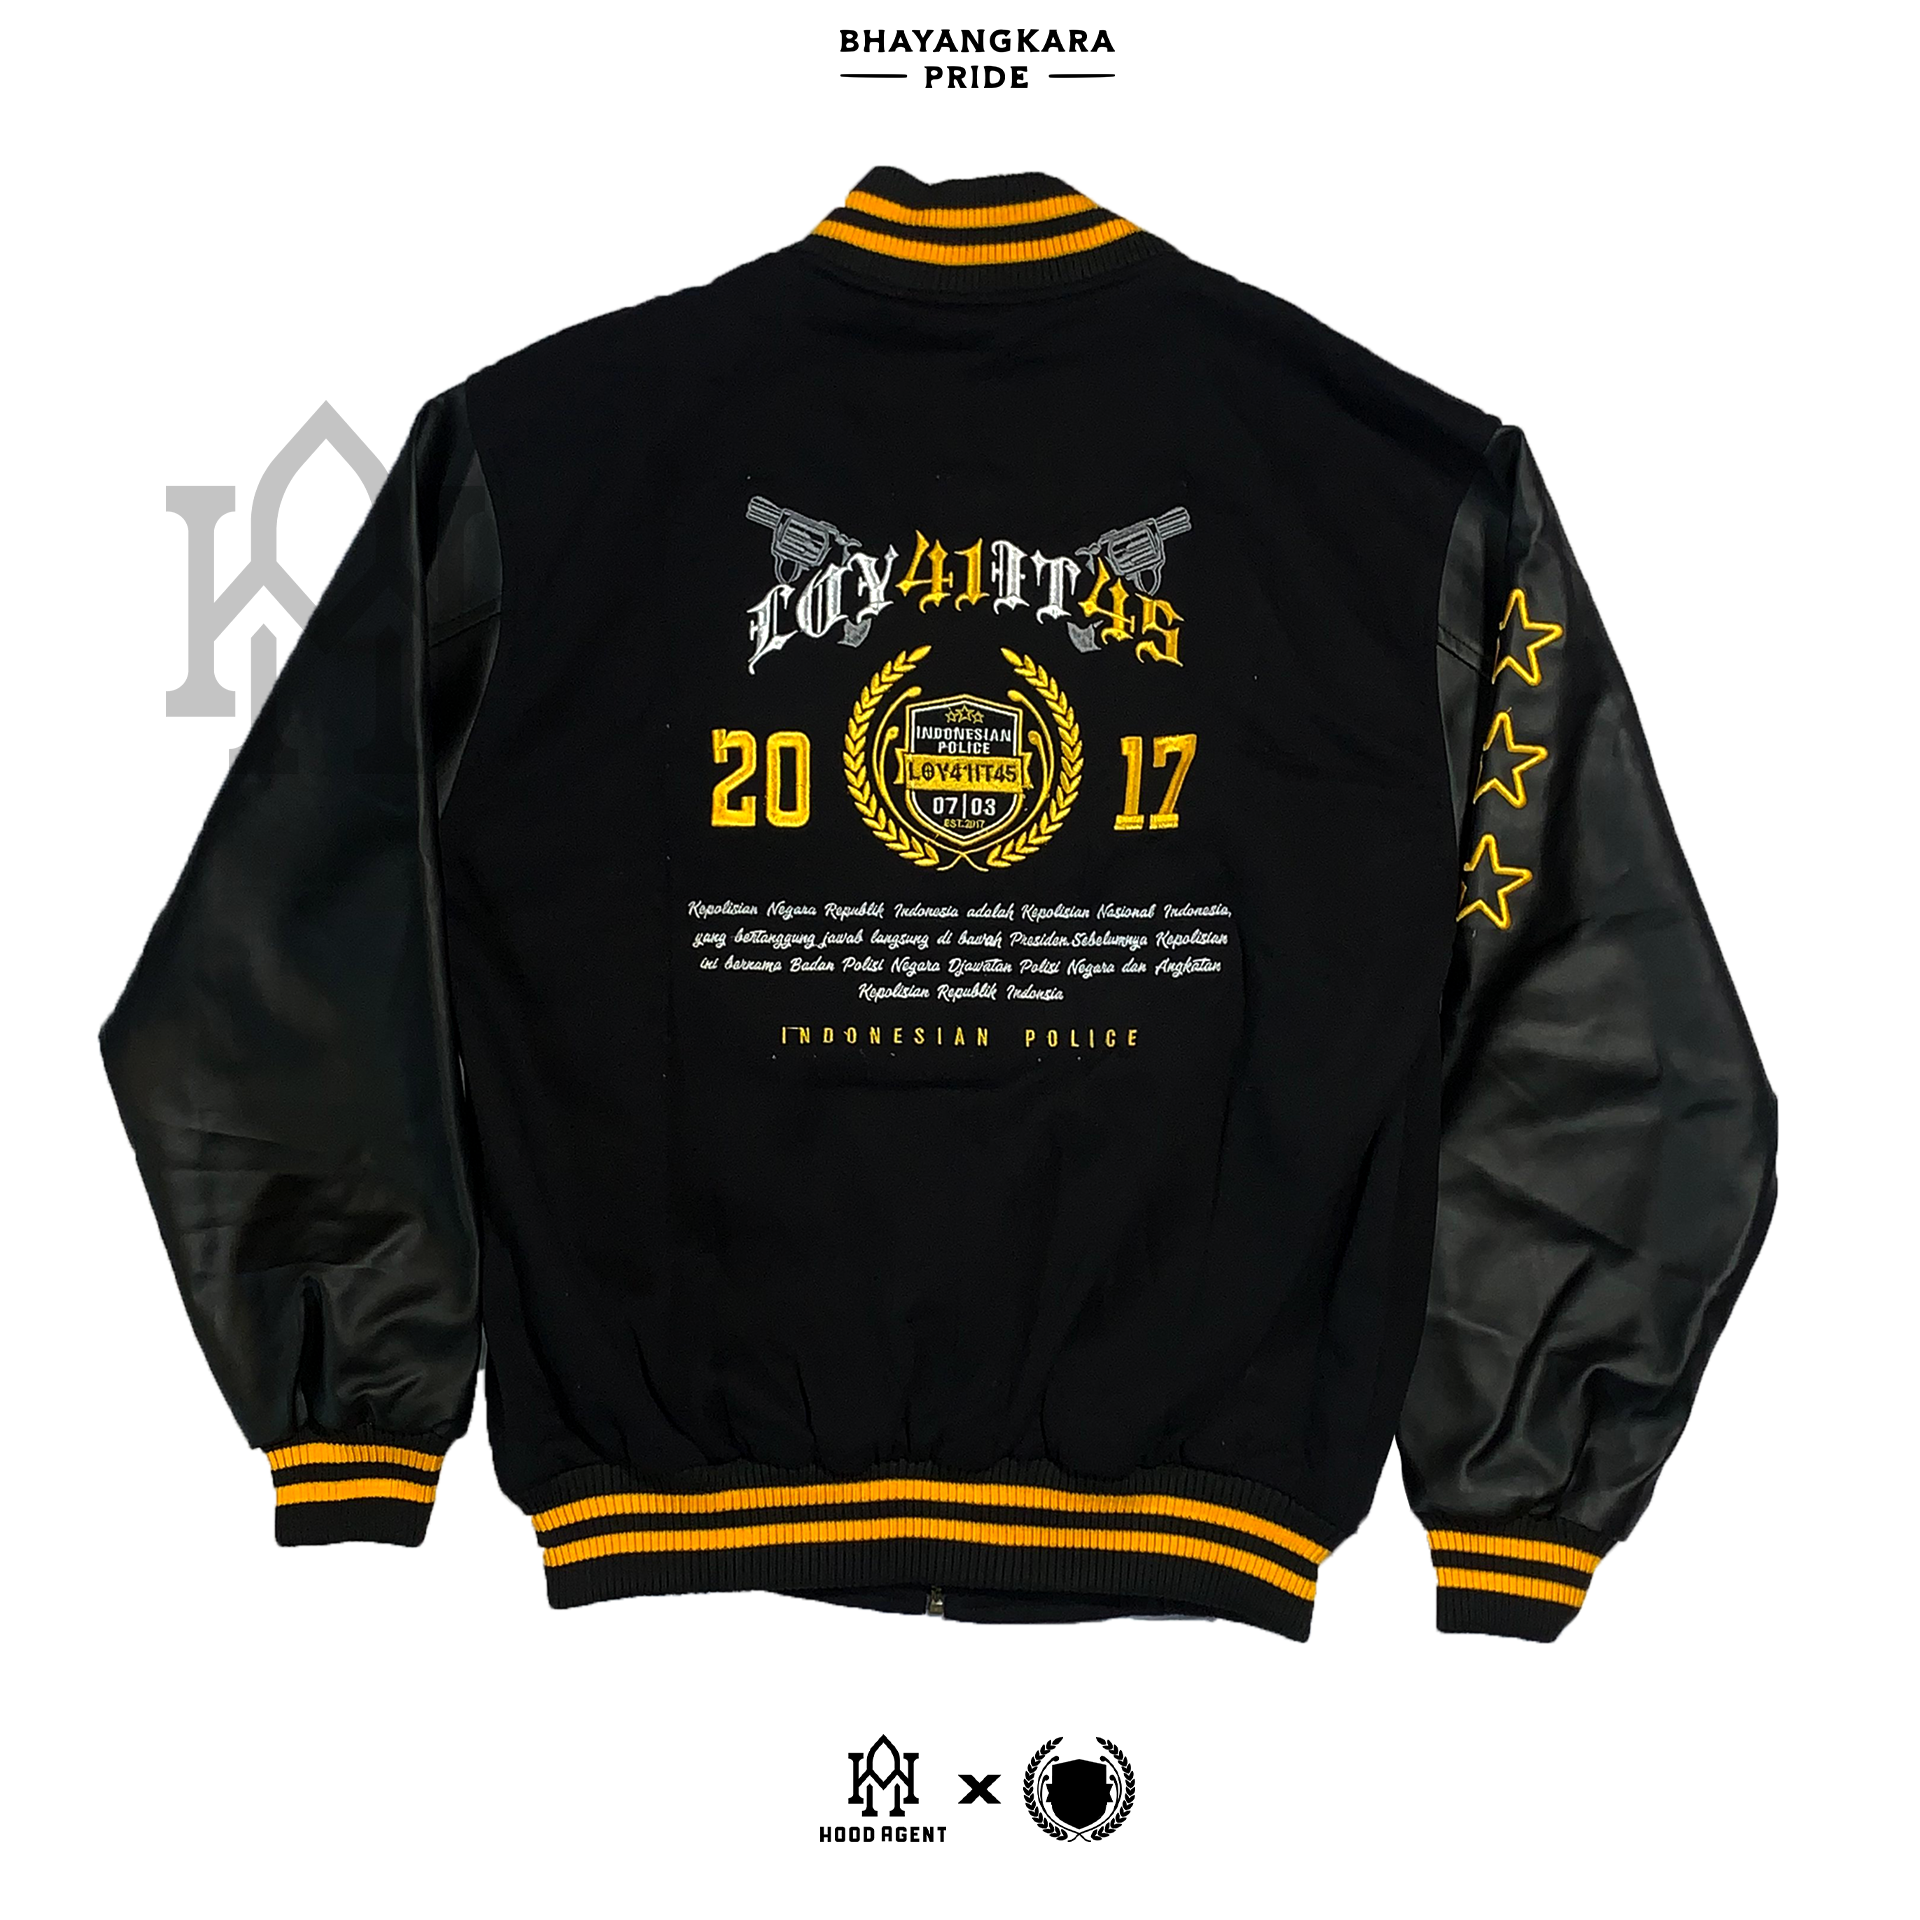 BHAYANGKARA
PRIDE
LOY41IT45
20
INDONESIAN
POLICE
LOY41IT45
07|03
EST.2017
17
Kepolisian Negara Republik Indonesia adalah Kepolisian Nasional Indonesia,
yang bertanggung jawab langsung di bawah Presiden.Sebelumnya Kepolisian
ini bernama Badan Polisi Negara Djawatan Polisi Negara dan Angkatan
Kepolisian Republik Indonsia
INDONESIAN POLICE
HA X
HOOD AGENT